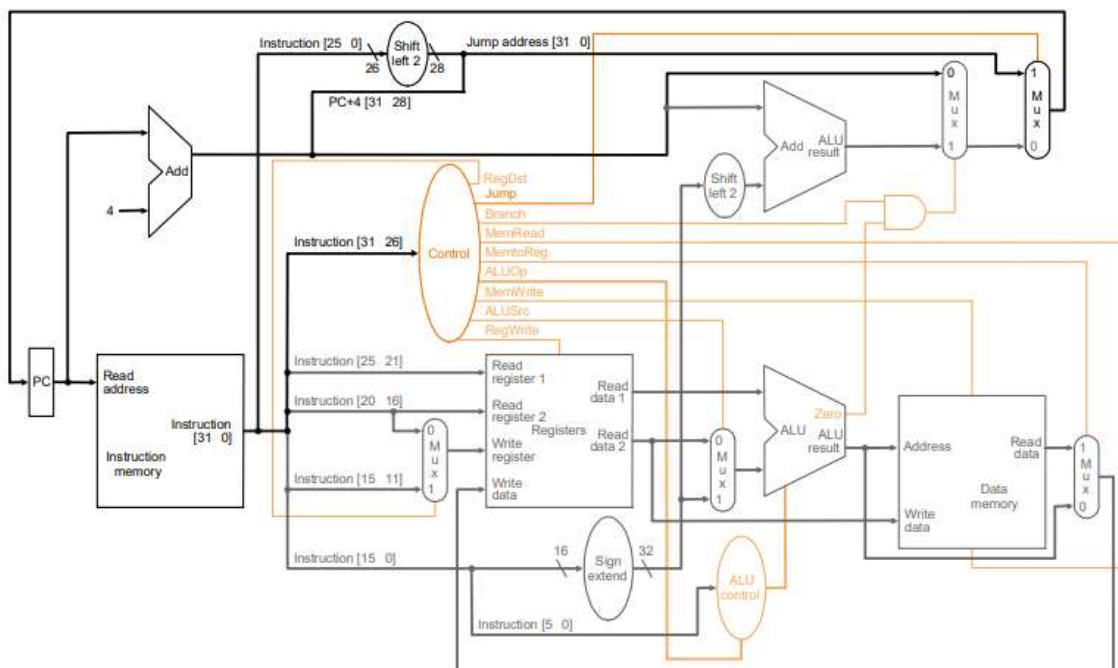 Instruction [25 0]
26
Shift
left 2
28
Jump address [31 0]
PC+4 [31 28]
0
M
u
x
1
1
M
u
x
0
Add
4
Add
ALU
result
Shift
left 2
RegDst
Jump
Branch
MemRead
MemtoReg
ALUOp
MemWrite
ALUSrc
RegWrite
Instruction [31 26]
Control
PC
Read
address
Instruction
[31 0]
Instruction
memory
Instruction [25 21]
Instruction [20 16]
Instruction [15 11]
0
M
u
x
1
Read
register 1
Read
register 2
Write
register
Write
data
Registers
Read
data 1
Read
data 2
0
M
u
x
1
Zero
ALU
ALU
result
Address
Write
data
Read
data
Data
memory
1
M
u
x
0
Instruction [15 0]
16
Sign
extend
32
ALU
control
Instruction [5 0]